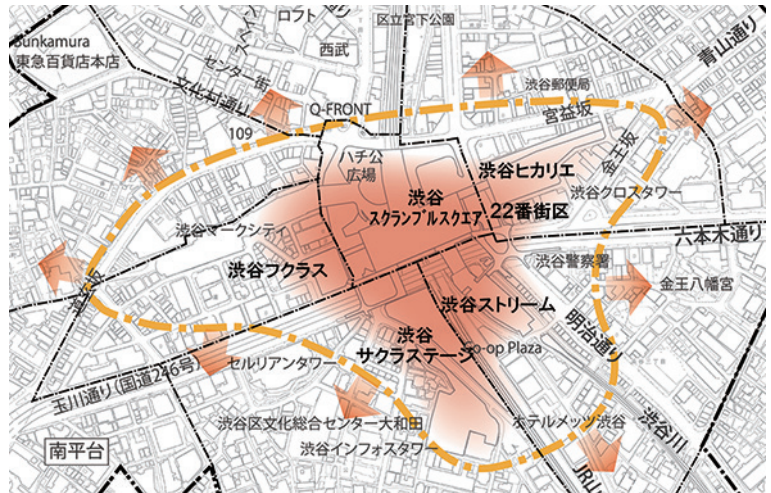 ロフト
区立宮下公園
青山通り
Bunkamura
西武
東急百貨店本店
センター街
渋谷郵便局
文化村通り
Q-FRONT
宮益坂
109
金王坂
ハチ公
広場
渋谷ヒカリエ
渋谷
スクランブルスクエア
渋谷クロスタワー
22番街区
渋谷マークシティ
六本木通り
渋谷警察署
渋谷フクラス
金王八幡宮
道玄坂
渋谷ストリーム
明治通り
渋谷
サクラステージ
Co-op Plaza
セルリアンタワー
玉川通り(国道246号)
渋谷区文化総合センター大和田
ホテルメッツ渋谷
渋谷川
渋谷インフォスタワー
南平台